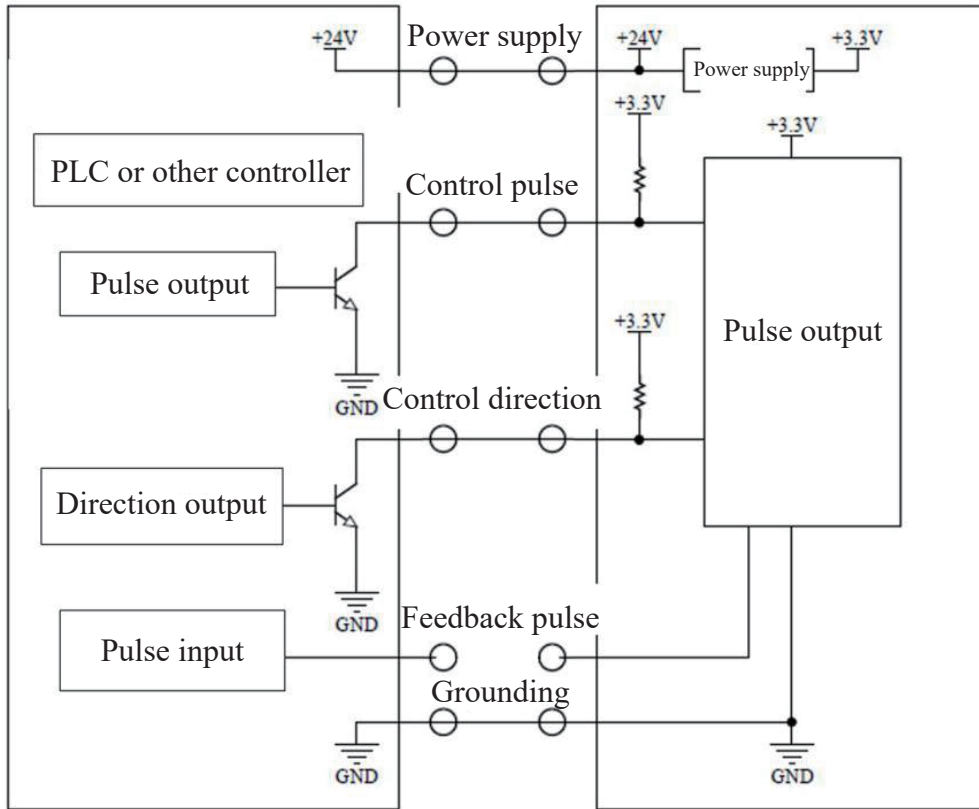 +24V
Power supply
+24V
Power supply
+3.3V
+3.3V
+3.3V
PLC or other controller
Control pulse
Pulse output
Pulse output
+3.3V
GND
Control direction
Direction output
GND
Feedback pulse
Pulse input
Grounding
GND
GND